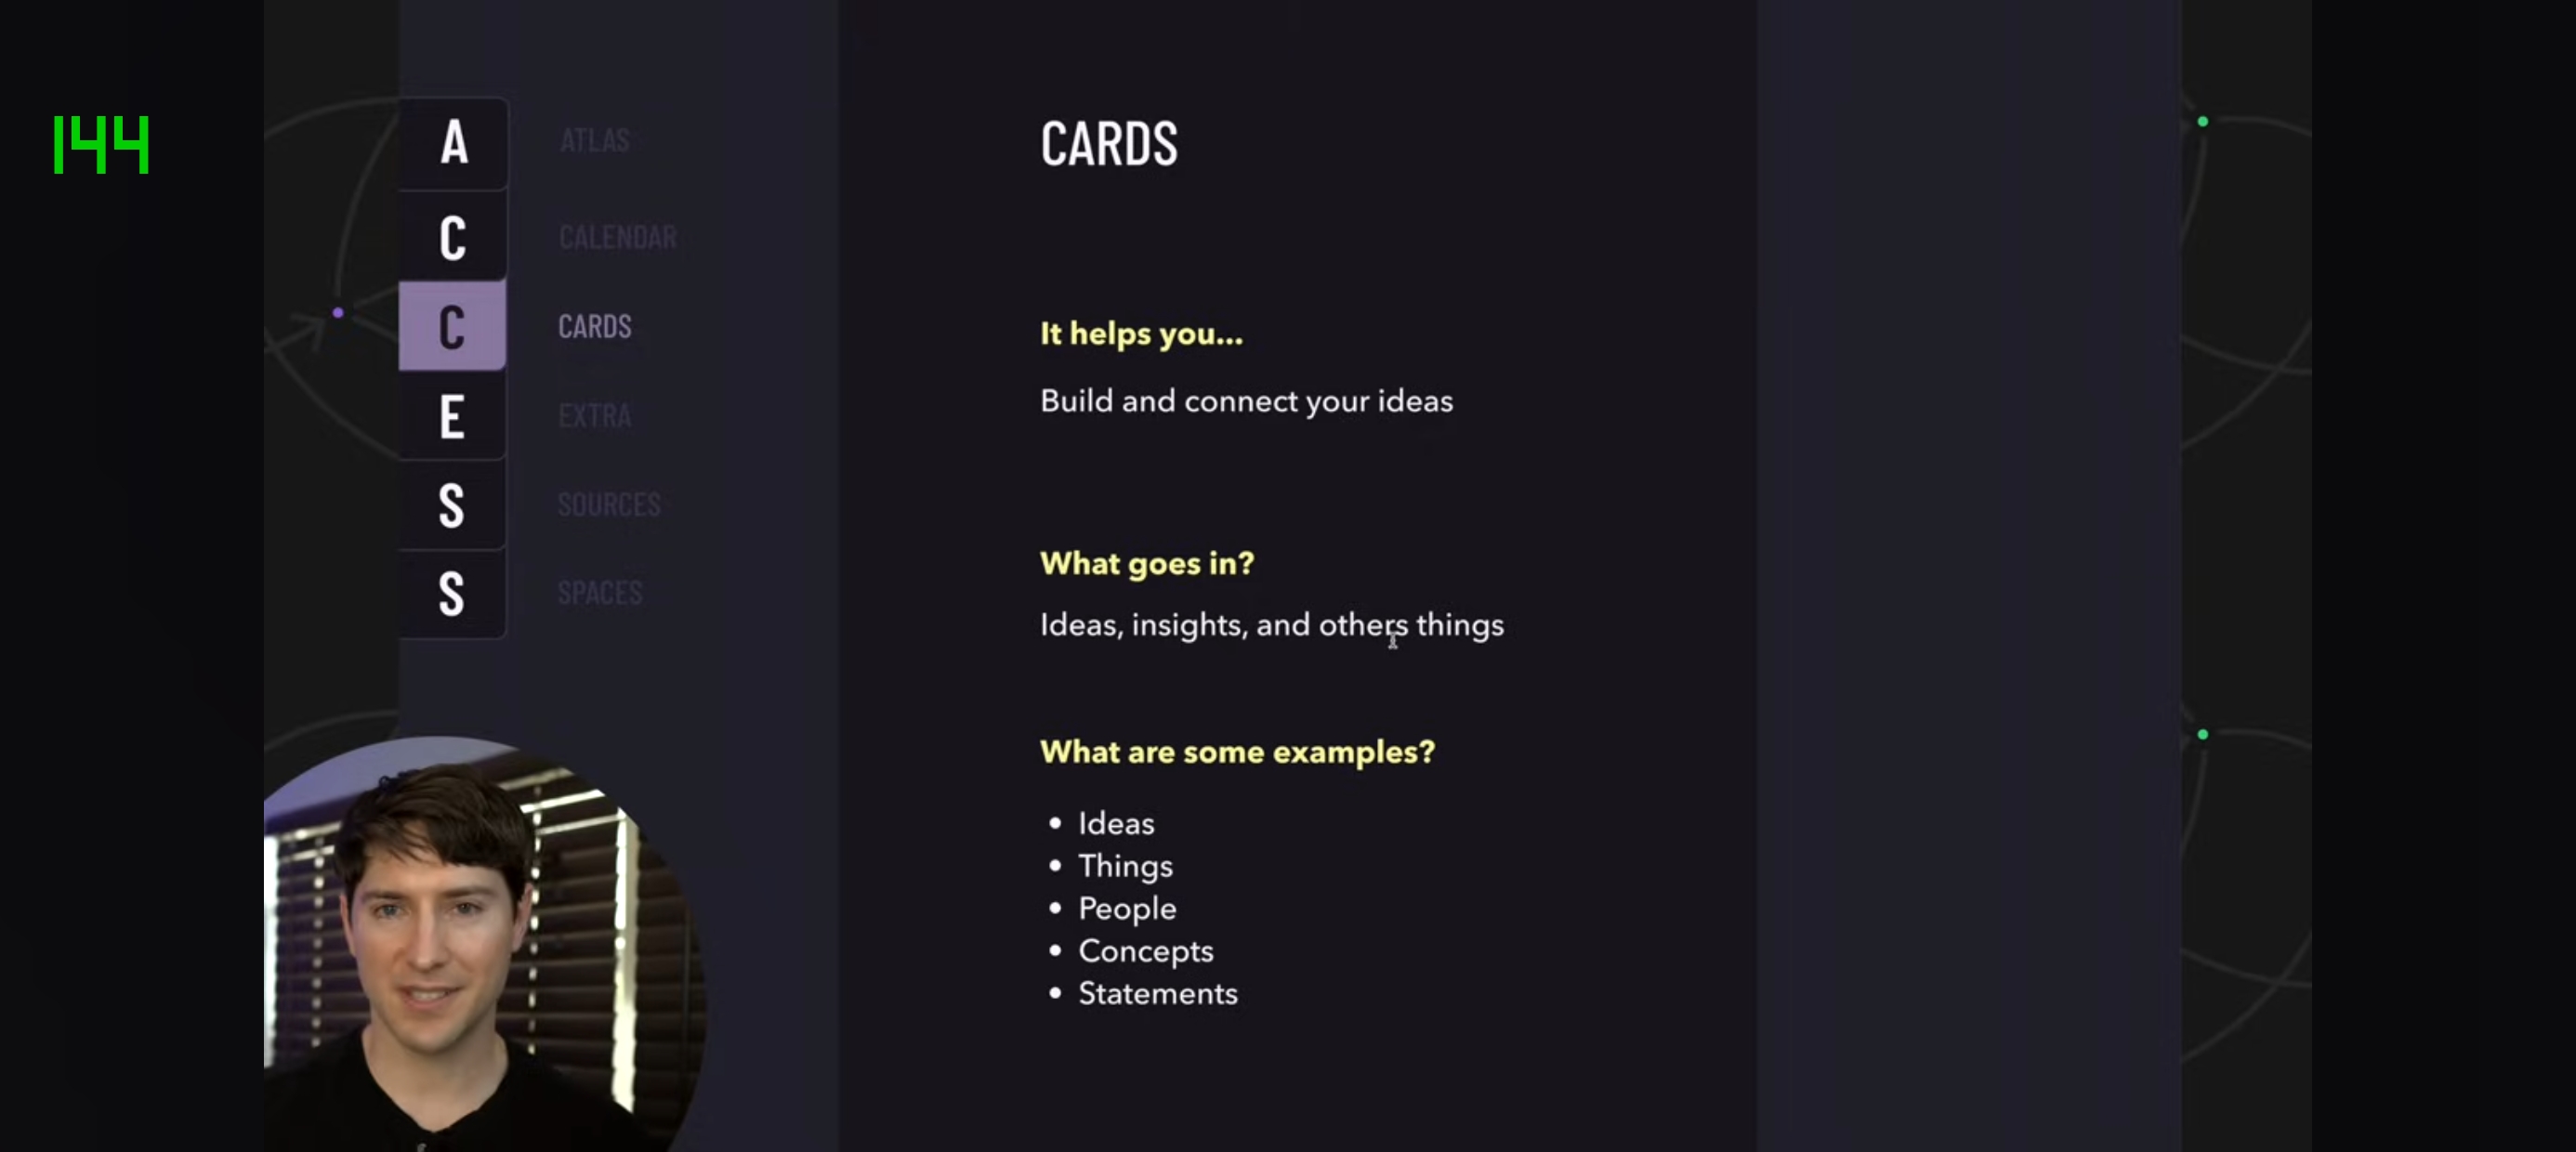 144
A ATLAS
C CALENDAR
C CARDS
E EXTRA
S SOURCES
S SPACES
CARDS
It helps you...
Build and connect your ideas
What goes in?
Ideas, insights, and others things
What are some examples?
• Ideas
• Things
• People
• Concepts
• Statements